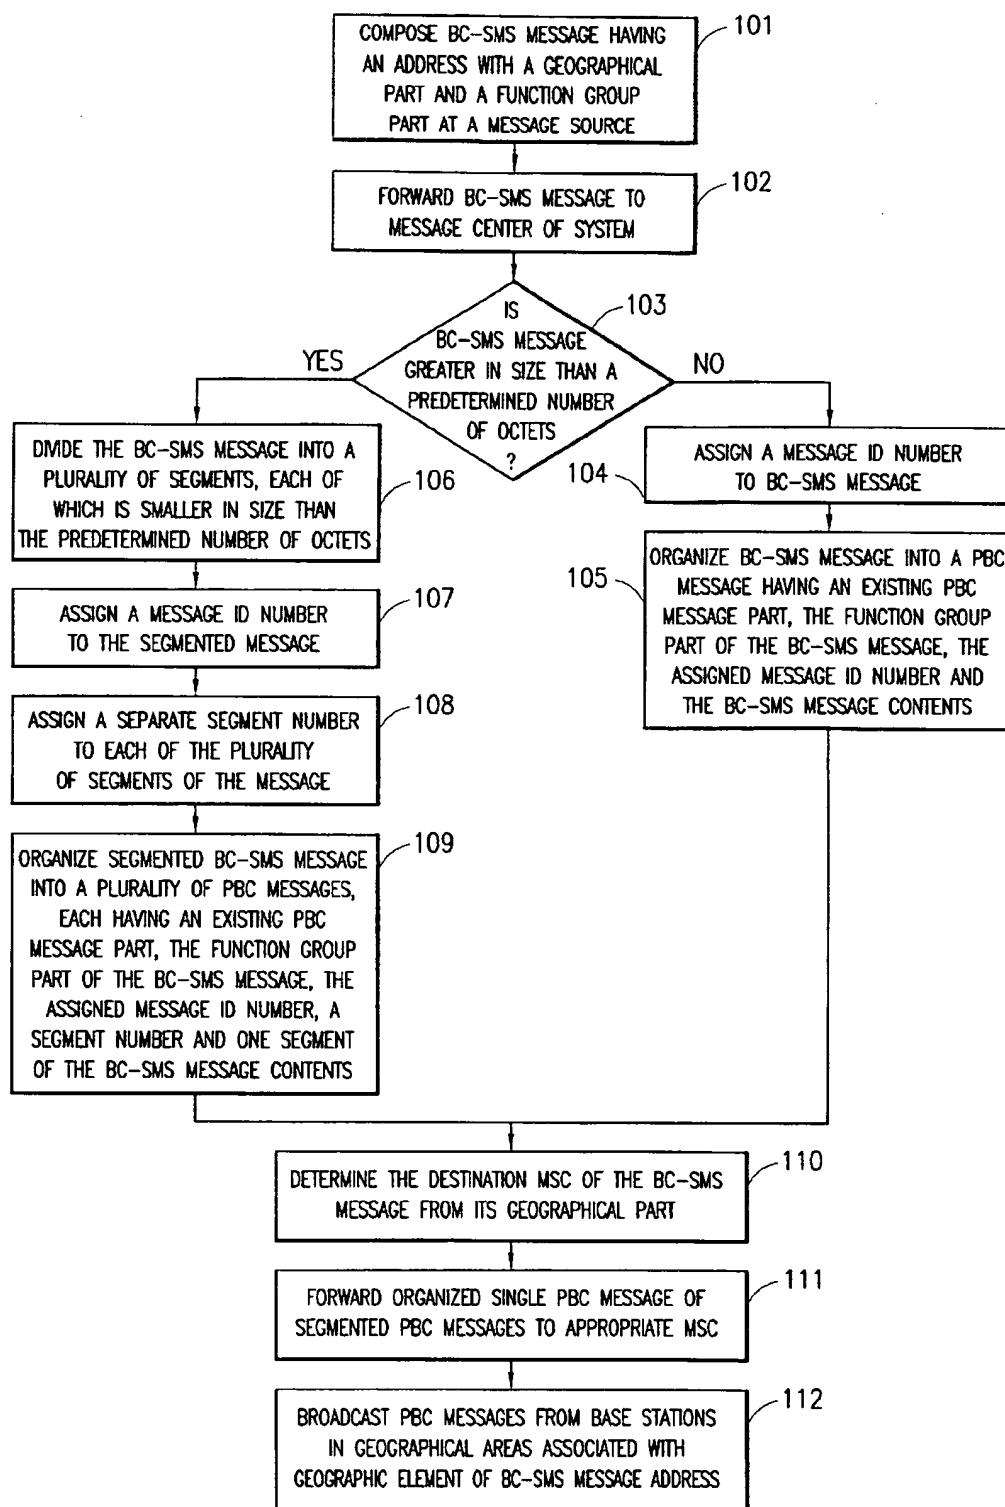 COMPOSE BC-SMS MESSAGE HAVING
AN ADDRESS WITH A GEOGRAPHICAL
PART AND A FUNCTION GROUP
PART AT A MESSAGE SOURCE
101
FORWARD BC-SMS MESSAGE TO
MESSAGE CENTER OF SYSTEM
102
IS
BC-SMS MESSAGE
GREATER IN SIZE THAN A
PREDETERMINED NUMBER
OF OCTETS
?
103
YES
NO
DIVIDE THE BC-SMS MESSAGE INTO A
PLURALITY OF SEGMENTS, EACH OF
WHICH IS SMALLER IN SIZE THAN
THE PREDETERMINED NUMBER OF OCTETS
106
ASSIGN A MESSAGE ID NUMBER
TO BC-SMS MESSAGE
104
ORGANIZE BC-SMS MESSAGE INTO A PBC
MESSAGE HAVING AN EXISTING PBC
MESSAGE PART, THE FUNCTION GROUP
PART OF THE BC-SMS MESSAGE, THE
ASSIGNED MESSAGE ID NUMBER AND
THE BC-SMS MESSAGE CONTENTS
105
ASSIGN A MESSAGE ID NUMBER
TO THE SEGMENTED MESSAGE
107
ASSIGN A SEPARATE SEGMENT NUMBER
TO EACH OF THE PLURALITY
OF SEGMENTS OF THE MESSAGE
108
ORGANIZE SEGMENTED BC-SMS MESSAGE
INTO A PLURALITY OF PBC MESSAGES,
EACH HAVING AN EXISTING PBC
MESSAGE PART, THE FUNCTION GROUP
PART OF THE BC-SMS MESSAGE, THE
ASSIGNED MESSAGE ID NUMBER, A
SEGMENT NUMBER AND ONE SEGMENT
OF THE BC-SMS MESSAGE CONTENTS
109
DETERMINE THE DESTINATION MSC OF THE BC-SMS
MESSAGE FROM ITS GEOGRAPHICAL PART
110
FORWARD ORGANIZED SINGLE PBC MESSAGE OF
SEGMENTED PBC MESSAGES TO APPROPRIATE MSC
111
BROADCAST PBC MESSAGES FROM BASE STATIONS
IN GEOGRAPHICAL AREAS ASSOCIATED WITH
GEOGRAPHIC ELEMENT OF BC-SMS MESSAGE ADDRESS
112